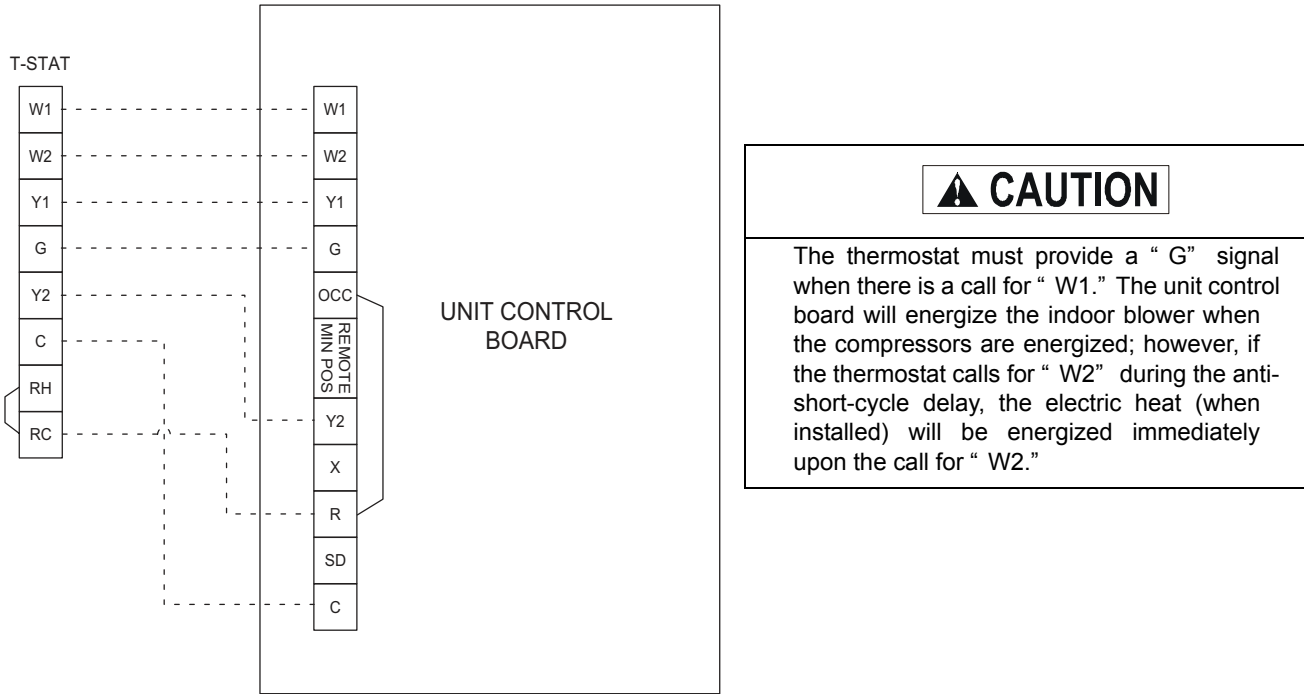 T-STAT
W1
W2
Y1
G
Y2
C
RH
RC
W1
W2
Y1
G
OCC
REMOTE
MIN POS
Y2
X
R
SD
C
UNIT CONTROL
BOARD
CAUTION
The thermostat must provide a “ G” signal
when there is a call for “ W1.” The unit control
board will energize the indoor blower when
the compressors are energized; however, if
the thermostat calls for “ W2” during the anti-
short-cycle delay, the electric heat (when
installed) will be energized immediately
upon the call for “ W2.”